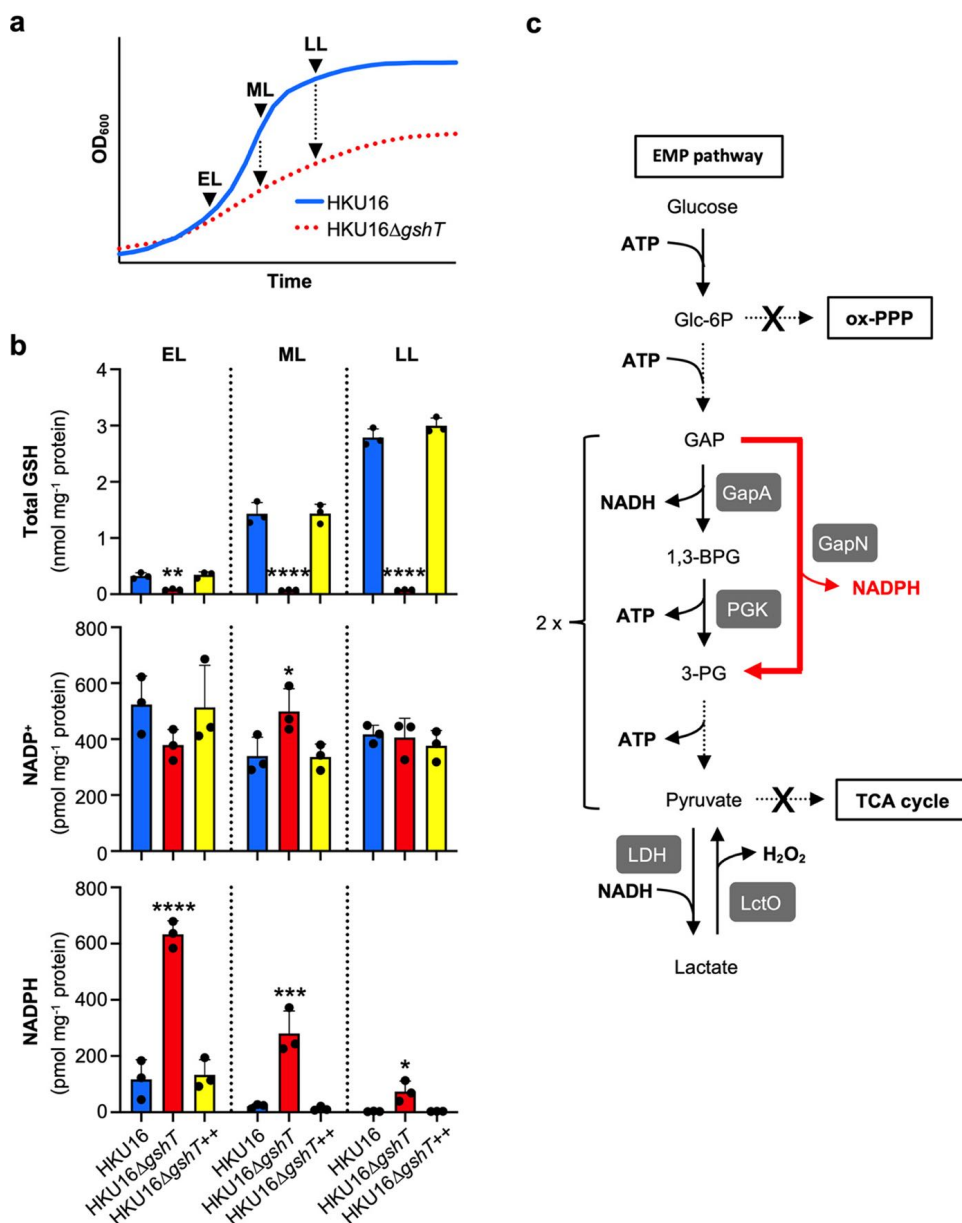 a
EL
ML
LL
OD600
HKU16
HKU16ΔgshT
Time
b
EL
ML
LL
Total GSH
(nmol mg-1 protein)
4
3
2
1
0
**
****
****
NADP+
(pmol mg-1 protein)
800
600
400
200
0
*
NADPH
(pmol mg-1 protein)
800
600
400
200
0
****
***
*
HKU16
HKU16ΔgshT
HKU16ΔgshT++
HKU16
HKU16ΔgshT
HKU16ΔgshT++
HKU16
HKU16ΔgshT
HKU16ΔgshT++
c
EMP pathway
Glucose
ATP
Glc-6P
X
ox-PPP
ATP
GAP
NADH
GapA
GapN
1,3-BPG
NADPH
2 x
ATP
PGK
3-PG
ATP
Pyruvate
X
TCA cycle
LDH
H2O2
NADH
LctO
Lactate